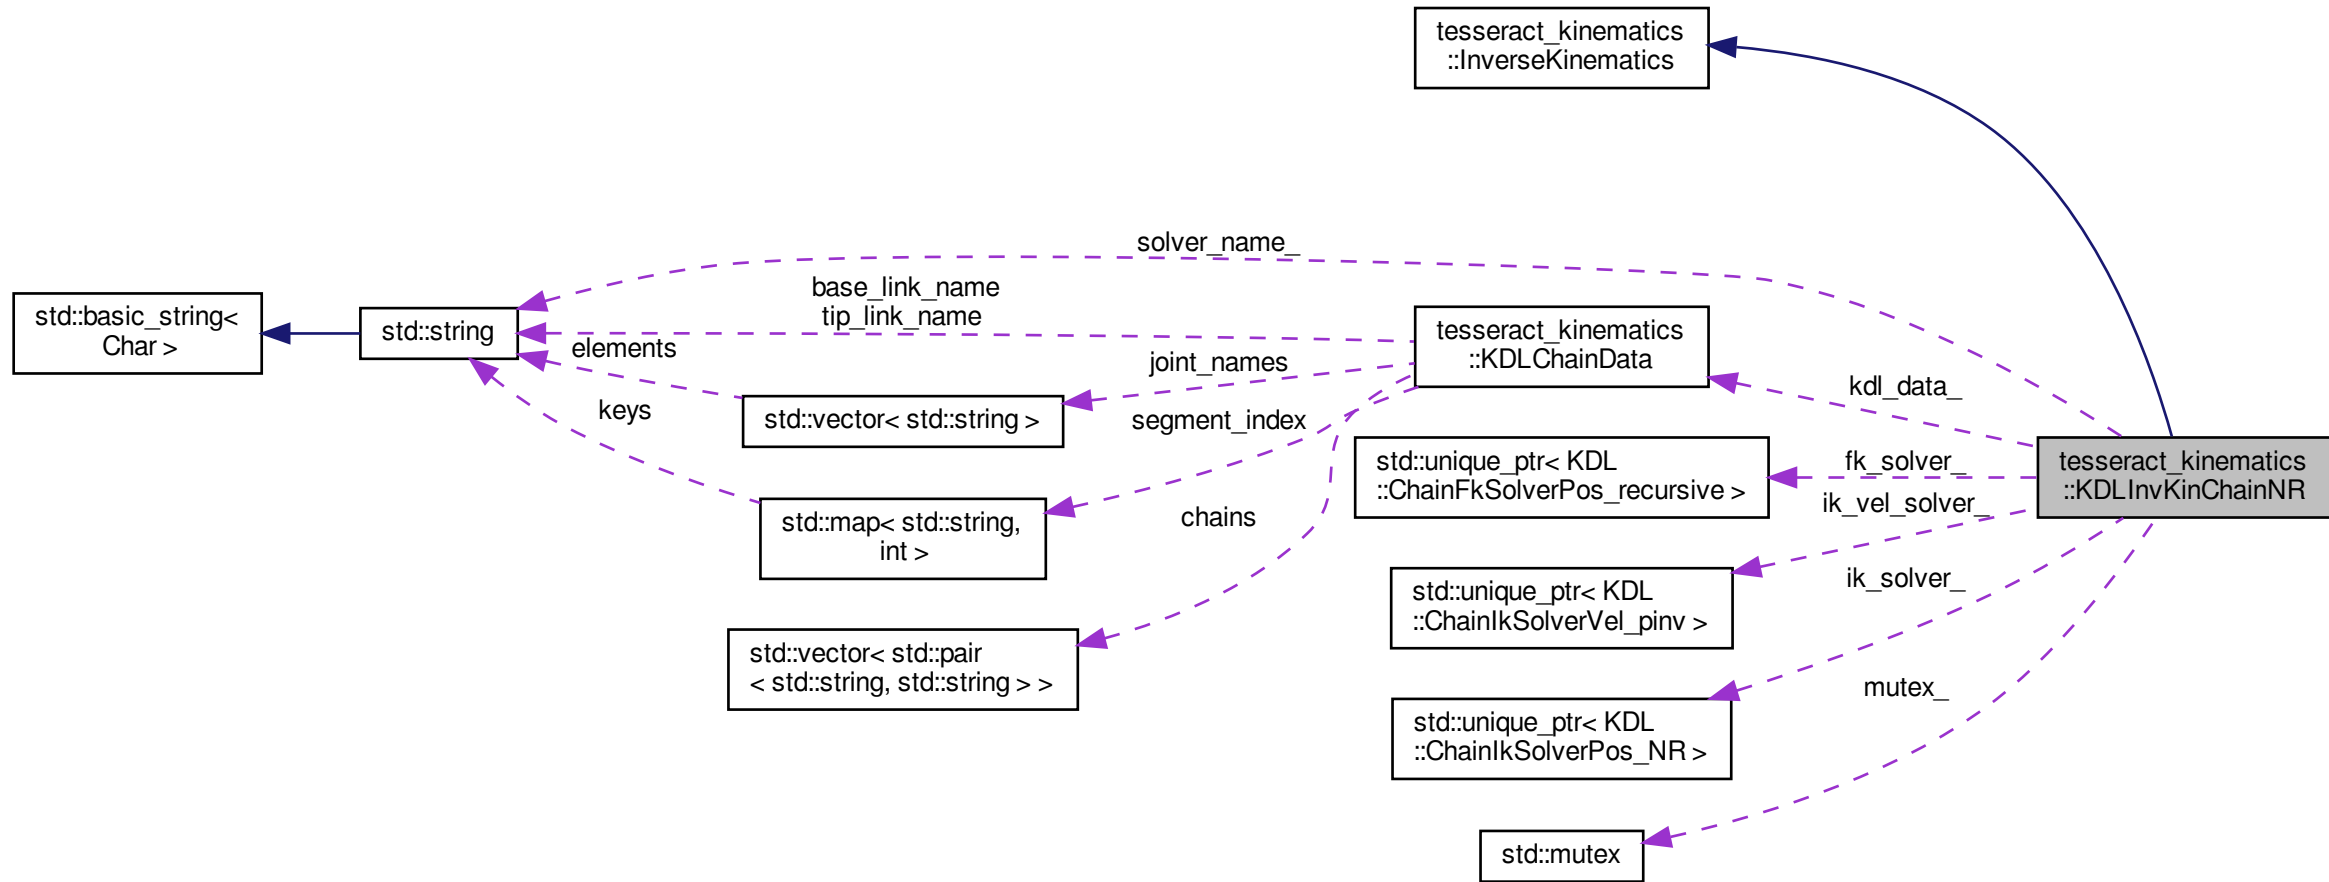 tesseract_kinematics
::InverseKinematics
solver_name_
base_link_name
tip_link_name
std::basic_string<
Char >
std::string
elements
keys
joint_names
std::vector< std::string >
segment_index
std::map< std::string,
int >
chains
std::vector< std::pair
< std::string, std::string > >
tesseract_kinematics
::KDLChainData
kdl_data_
std::unique_ptr< KDL
::ChainFkSolverPos_recursive >
fk_solver_
ik_vel_solver_
tesseract_kinematics
::KDLInvKinChainNR
std::unique_ptr< KDL
::ChainIkSolverVel_pinv >
ik_solver_
std::unique_ptr< KDL
::ChainIkSolverPos_NR >
mutex_
std::mutex